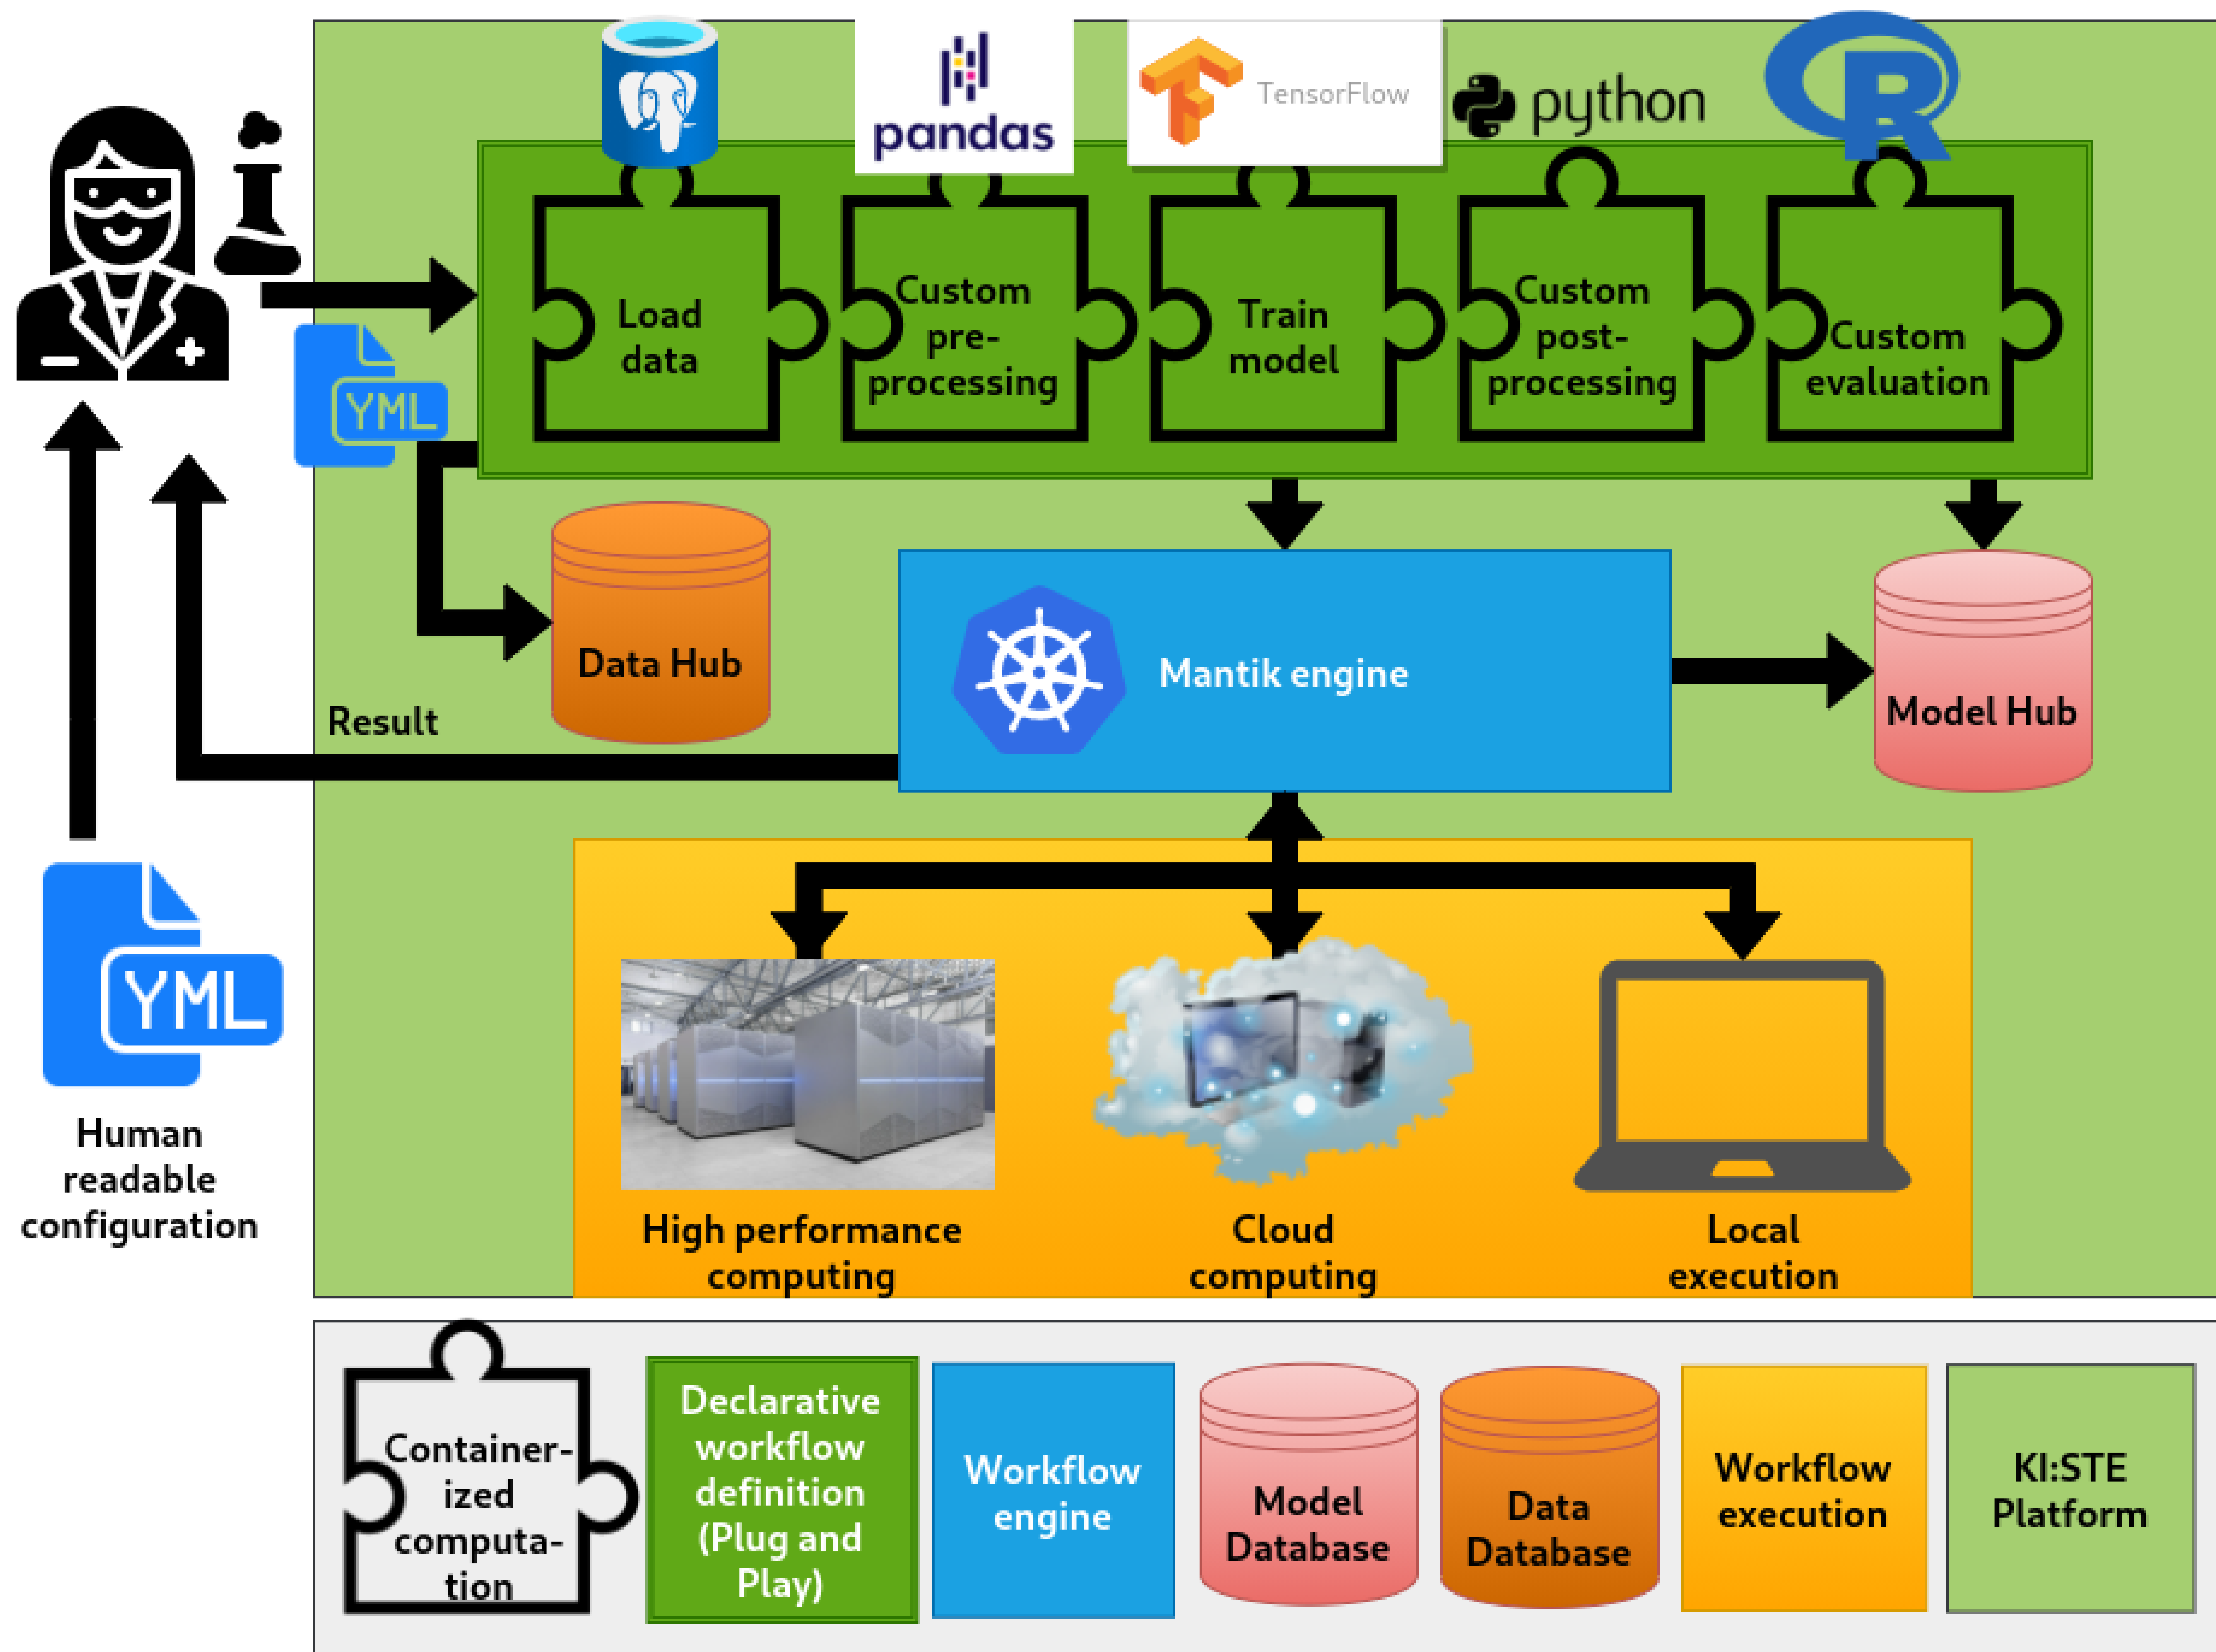 pandas
TensorFlow
python
R
Load
data
Custom
pre-
processing
Train
model
Custom
post-
processing
Custom
evaluation
YML
Data Hub
Mantik engine
Model Hub
Result
YML
Human
readable
configuration
High performance
computing
Cloud
computing
Local
execution
Container-
ized
computa-
tion
Declarative
workflow
definition
(Plug and
Play)
Workflow
engine
Model
Database
Data
Database
Workflow
execution
KI:STE
Platform